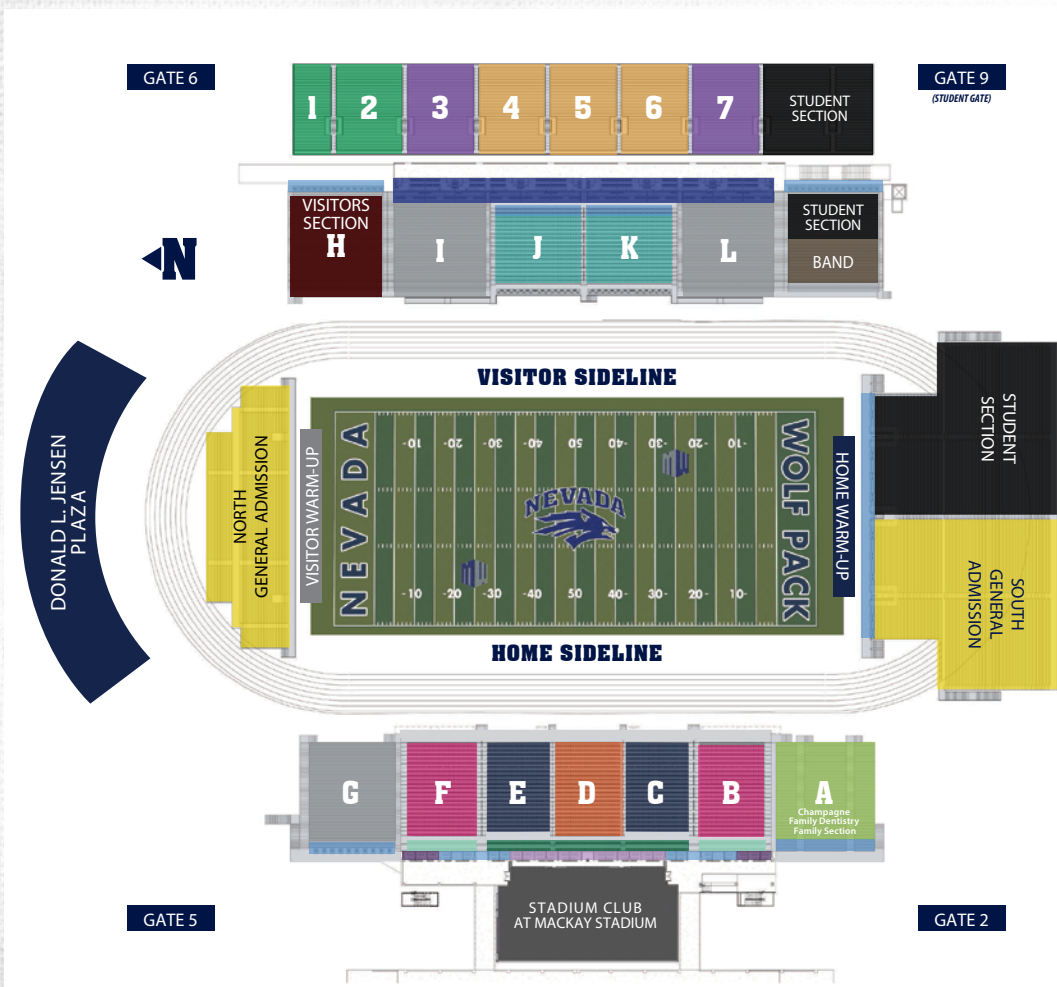 GATE 6
GATE 9
(STUDENT GATE)
1
2
3
4
5
6
7
STUDENT
SECTION
VISITORS
SECTION
H
I
J
K
L
STUDENT
SECTION
BAND
N
DONALD L. JENSEN
PLAZA
NORTH
GENERAL ADMISSION
VISITOR WARM-UP
VISITOR SIDELINE
-10
20-
-30
40-
50
40-
-30
20-
-10
NEVADA
NEVADA
WOLF PACK
-10
-20
-30
-40
50
40-
30-
20-
10-
HOME SIDELINE
HOME WARM-UP
STUDENT
SECTION
SOUTH
GENERAL
ADMISSION
G
F
E
D
C
B
A
Champagne
Family Dentistry
Family Section
STADIUM CLUB
AT MACKAY STADIUM
GATE 5
GATE 2